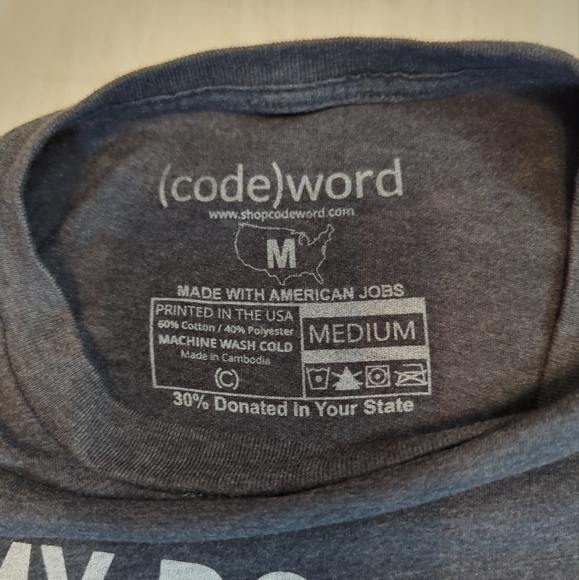 (code)word
www.shopcodeword.com
M
MADE WITH AMERICAN JOBS
PRINTED IN THE USA
60% Cotton / 40% Polyester
MACHINE WASH COLD
Made in Cambodia
(C)
MEDIUM
30% Donated In Your State
MY